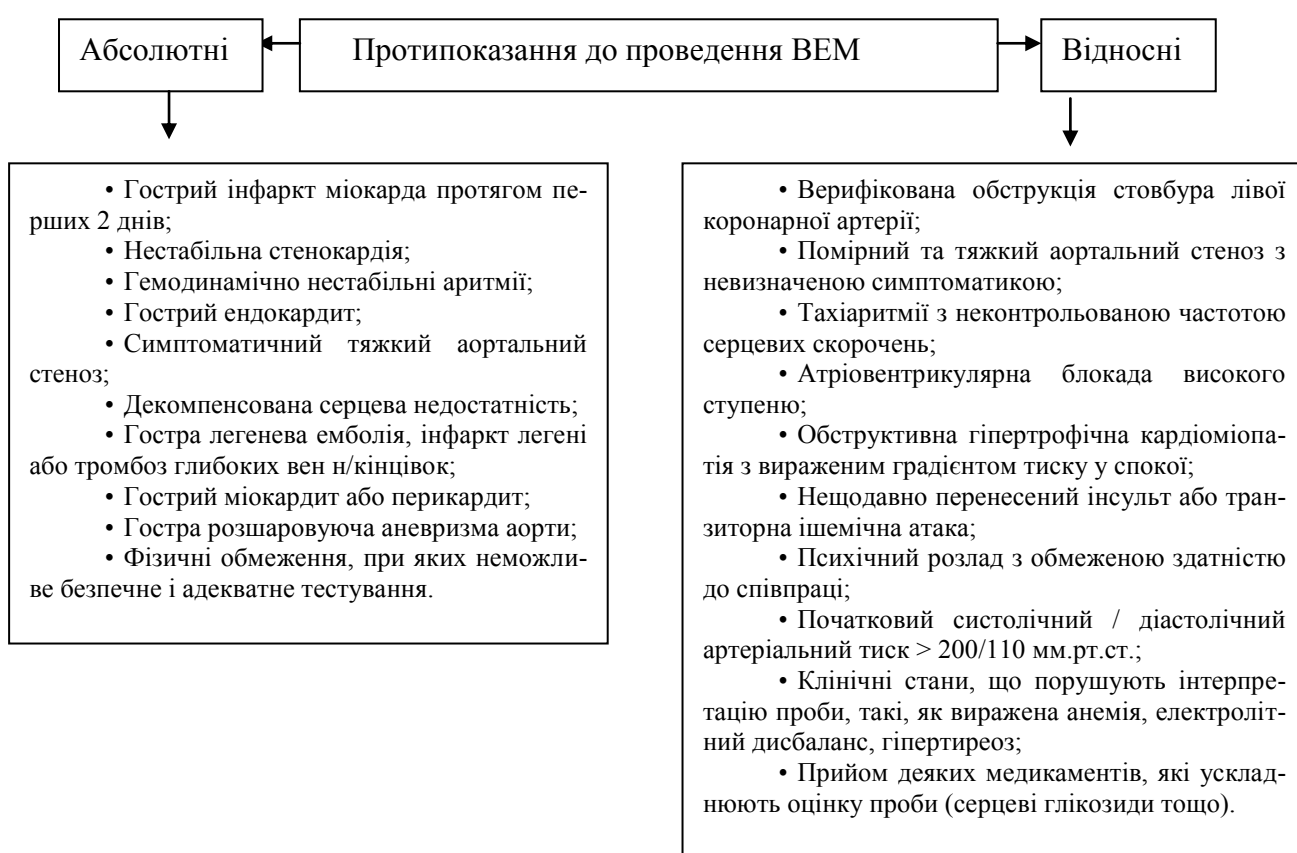 Абсолютні
Протипоказання до проведення ВЕМ
Відносні
• Гострий інфаркт міокарда протягом пе-
рших 2 днів;
• Нестабільна стенокардія;
• Гемодинамічно нестабільні аритмії;
• Гострий ендокардит;
• Симптоматичний тяжкий аортальний
стеноз;
• Декомпенсована серцева недостатність;
• Гостра легенева емболія, інфаркт легені
або тромбоз глибоких вен н/кінцівок;
• Гострий міокардит або перикардит;
• Гостра розшаровуюча аневризма аорти;
• Фізичні обмеження, при яких неможли-
ве безпечне і адекватне тестування.
• Верифікована обструкція стовбура лівої
коронарної артерії;
• Помірний та тяжкий аортальний стеноз з
невизначеною симптоматикою;
• Тахіаритмії з неконтрольованою частотою
серцевих скорочень;
• Атріовентрикулярна блокада високого
ступеню;
• Обструктивна гіпертрофічна кардіоміопа-
тія з вираженим градієнтом тиску у спокої;
• Нещодавно перенесений інсульт або тран-
зиторна ішемічна атака;
• Психічний розлад з обмеженою здатністю
до співпраці;
• Початковий систолічний / діастолічний
артеріальний тиск > 200/110 мм.рт.ст.;
• Клінічні стани, що порушують інтерпре-
тацію проби, такі, як виражена анемія, електроліт-
ний дисбаланс, гіпертиреоз;
• Прийом деяких медикаментів, які усклад-
нюють оцінку проби (серцеві глікозиди тощо).